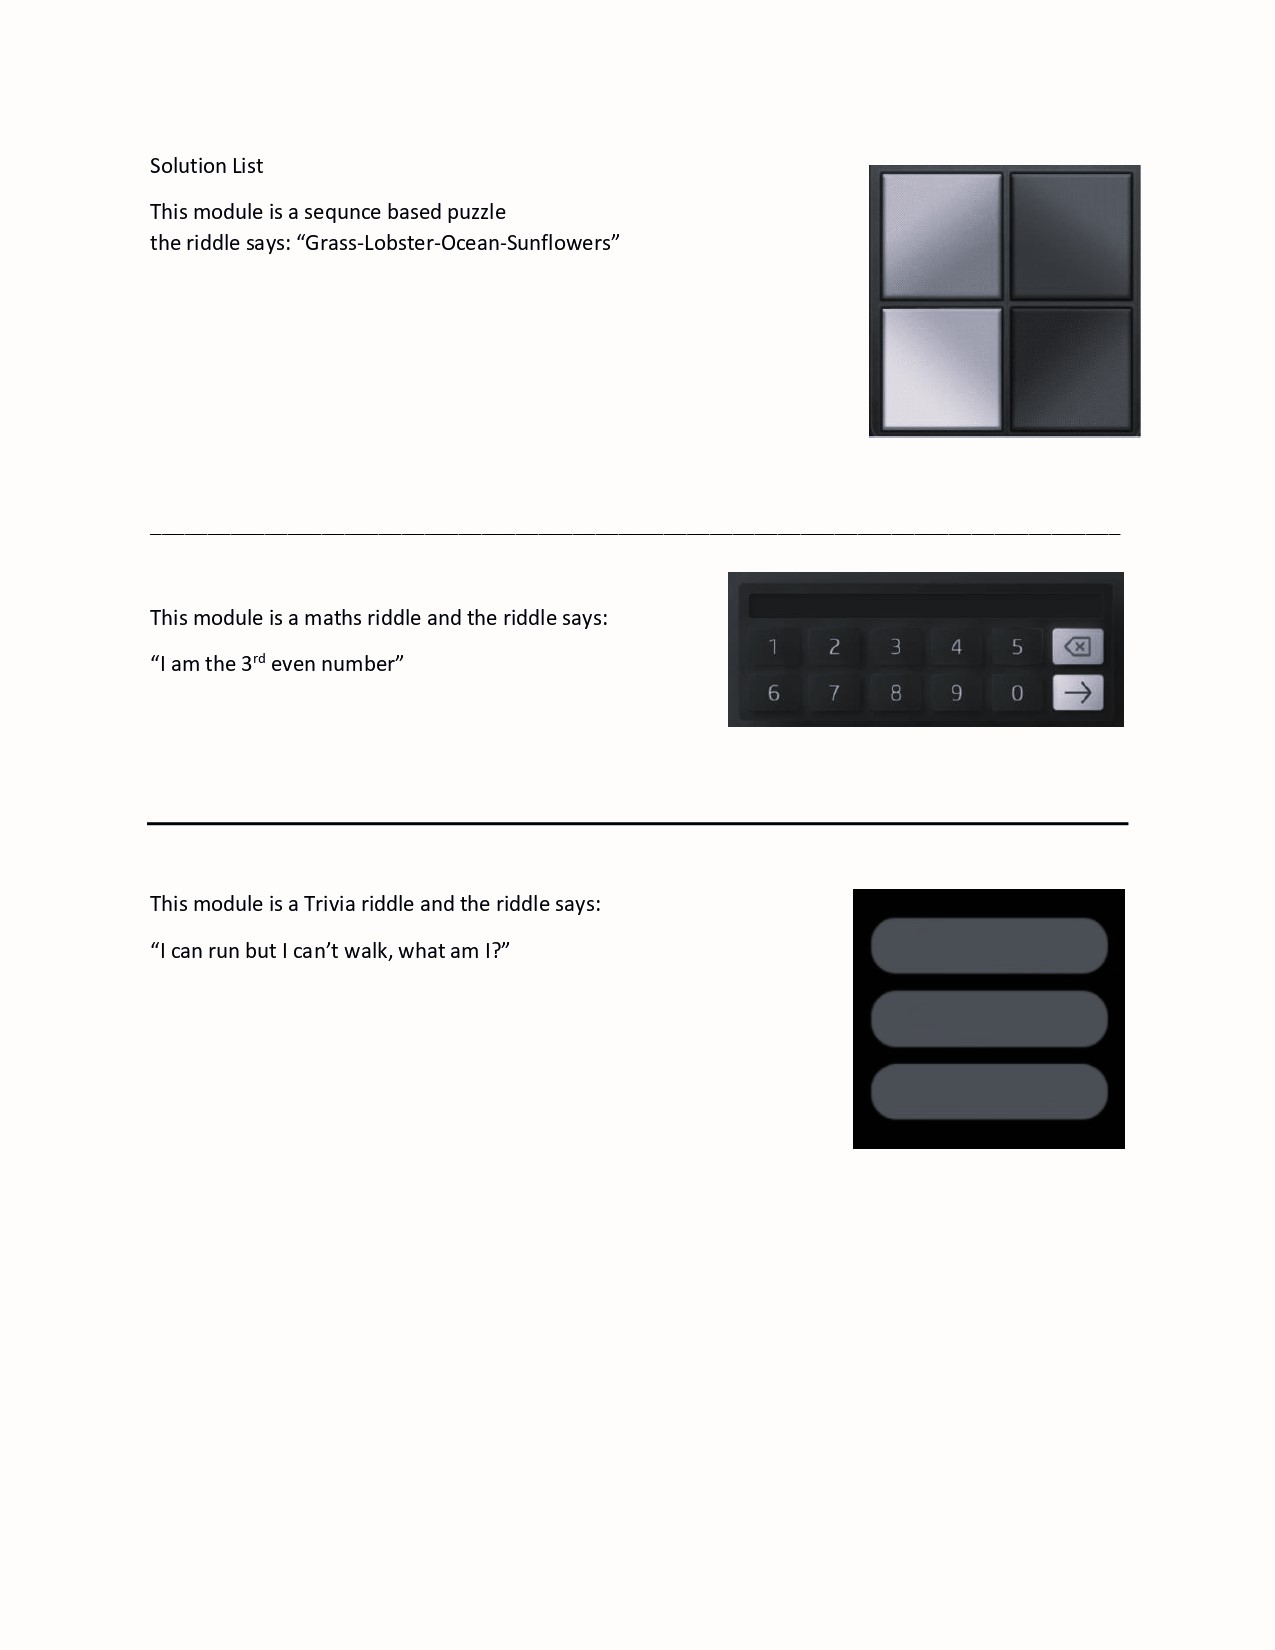 Solution List
This module is a sequnce based puzzle
the riddle says: “Grass-Lobster-Ocean-Sunflowers”
This module is a maths riddle and the riddle says:
“I am the 3rd even number”
1 2 3 4 5
6 7 8 9 0
This module is a Trivia riddle and the riddle says:
“I can run but I can’t walk, what am I?”